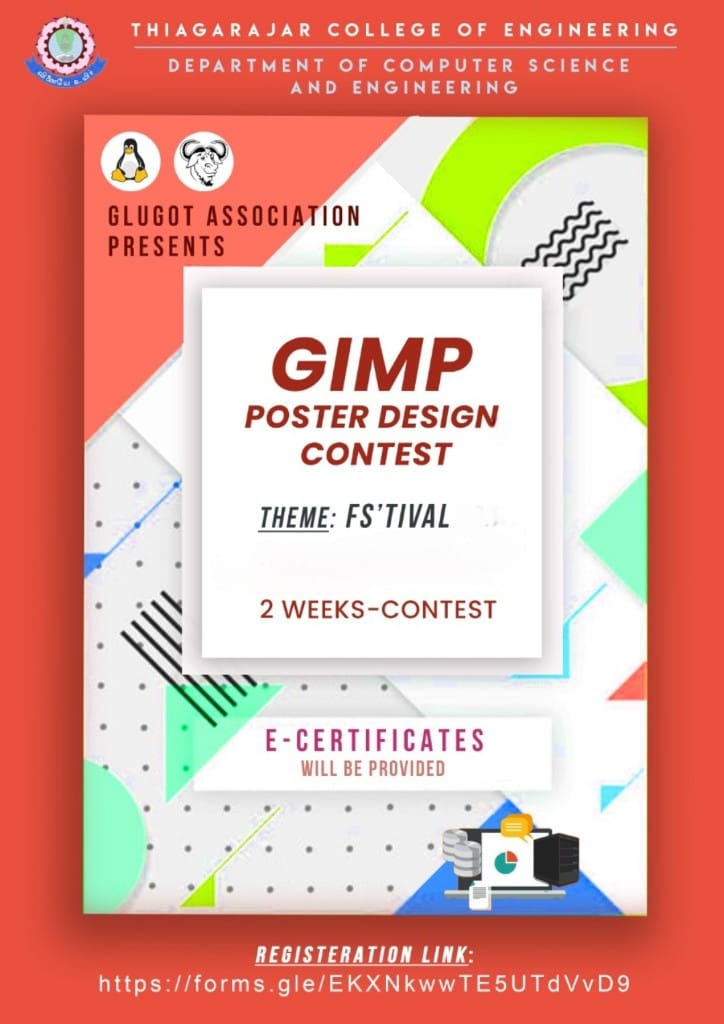 THIAGARAJAR COLLEGE OF ENGINEERING
DEPARTMENT OF COMPUTER SCIENCE
AND ENGINEERING
வினையே உயிர்
GLUGOT ASSOCIATION
PRESENTS
GIMP
POSTER DESIGN
CONTEST
THEME: FS'TIVAL
2 WEEKS-CONTEST
E-CERTIFICATES
WILL BE PROVIDED
REGISTERATION LINK:
https://forms.gle/EKXNkwwTE5UTdVvD9